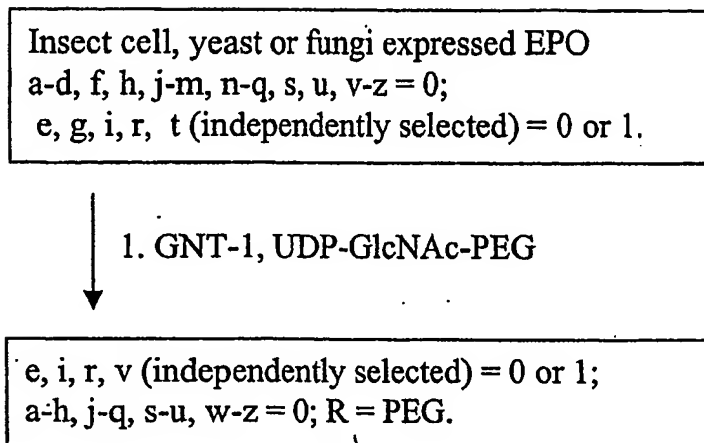 Insect cell, yeast or fungi expressed EPO
a-d, f, h, j-m, n-q, s, u, v-z = 0;
e, g, i, r, t (independently selected) = 0 or 1.
1. GNT-1, UDP-GlcNAc-PEG
e, i, r, v (independently selected) = 0 or 1;
a-h, j-q, s-u, w-z = 0; R = PEG.